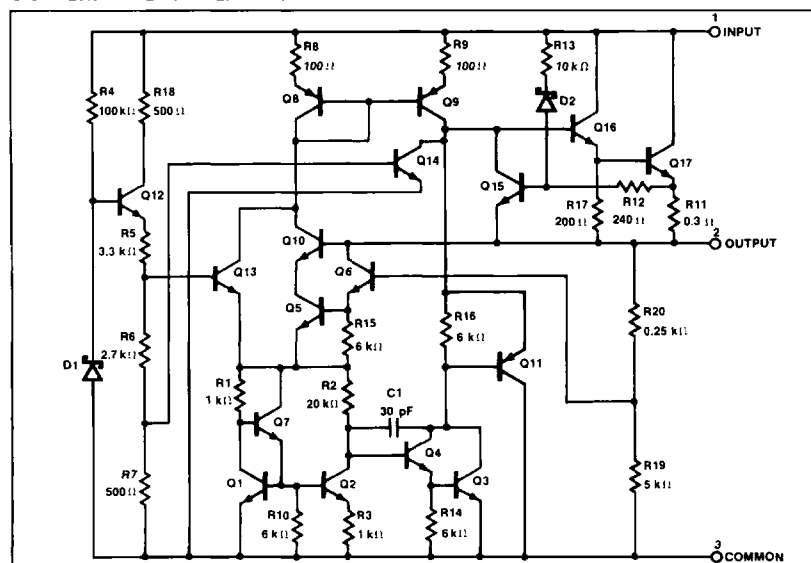 1
INPUT
R4
100 kΩ
R18
500 Ω
R8
100 Ω
R9
100 Ω
R13
10 kΩ
D2
Q8
Q9
Q14
Q16
Q17
Q12
Q15
R12
240 Ω
R17
200 Ω
R11
0.3 Ω
2
OUTPUT
R5
3.3 kΩ
Q10
Q6
Q13
Q5
R15
6 kΩ
R16
6 kΩ
R20
0.25 kΩ
R6
2.7 kΩ
D1
R1
1 kΩ
R2
20 kΩ
C1
30 pF
Q11
Q7
Q4
R7
500 Ω
Q1
Q2
Q3
R19
5 kΩ
R10
6 kΩ
R3
1 kΩ
R14
6 kΩ
3
COMMON